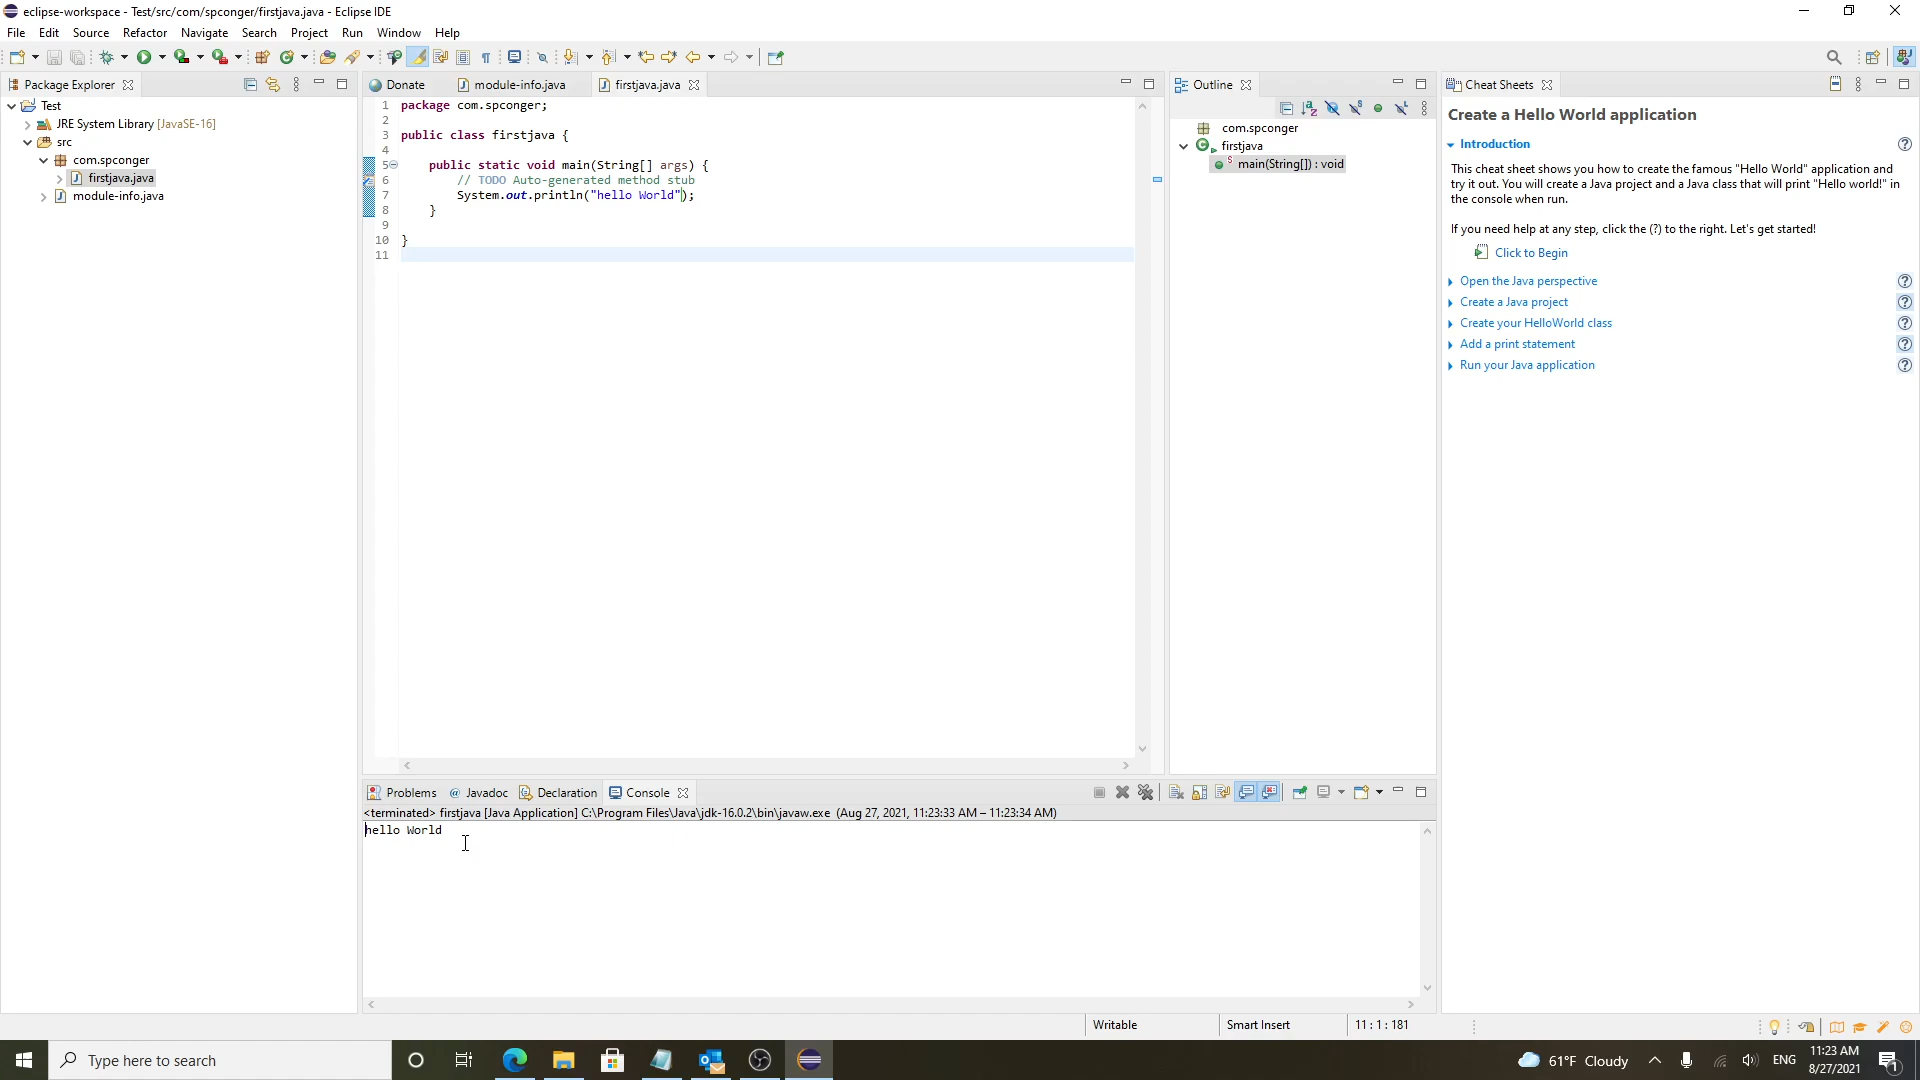 eclipse-workspace - Test/src/com/spconger/firstjava.java - Eclipse IDE
File Edit Source Refactor Navigate Search Project Run Window Help
Package Explorer
Test
JRE System Library [JavaSE-16]
src
com.spconger
firstjava.java
module-info.java
Donate module-info.java firstjava.java
1 package com.spconger;
2
3 public class firstjava {
4
5 public static void main(String[] args) {
6 // TODO Auto-generated method stub
7 System.out.println("hello World");
8 }
9
10 }
11
Outline
com.spconger
firstjava
main(String[]) : void
Cheat Sheets
Create a Hello World application
Introduction
This cheat sheet shows you how to create the famous "Hello World" application and
try it out. You will create a Java project and a Java class that will print "Hello world!" in
the console when run.
If you need help at any step, click the (?) to the right. Let's get started!
Click to Begin
Open the Java perspective
Create a Java project
Create your HelloWorld class
Add a print statement
Run your Java application
Problems @ Javadoc Declaration Console
<terminated> firstjava [Java Application] C:\Program Files\Java\jdk-16.0.2\bin\javaw.exe (Aug 27, 2021, 11:23:33 AM – 11:23:34 AM)
hello World
Writable Smart Insert 11 : 1 : 181
Type here to search
61°F Cloudy ENG
11:23 AM
8/27/2021
1